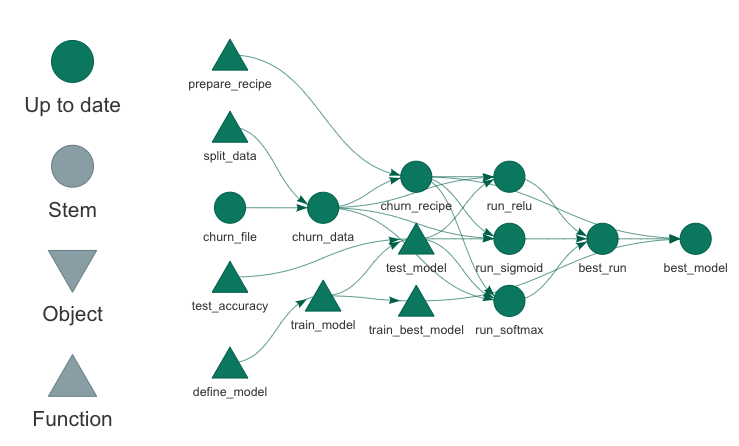 Up to date
Stem
Object
Function
prepare_recipe
split_data
churn_file
churn_data
churn_recipe
run_relu
test_accuracy
train_model
test_model
run_sigmoid
best_run
best_model
train_best_model
run_softmax
define_model